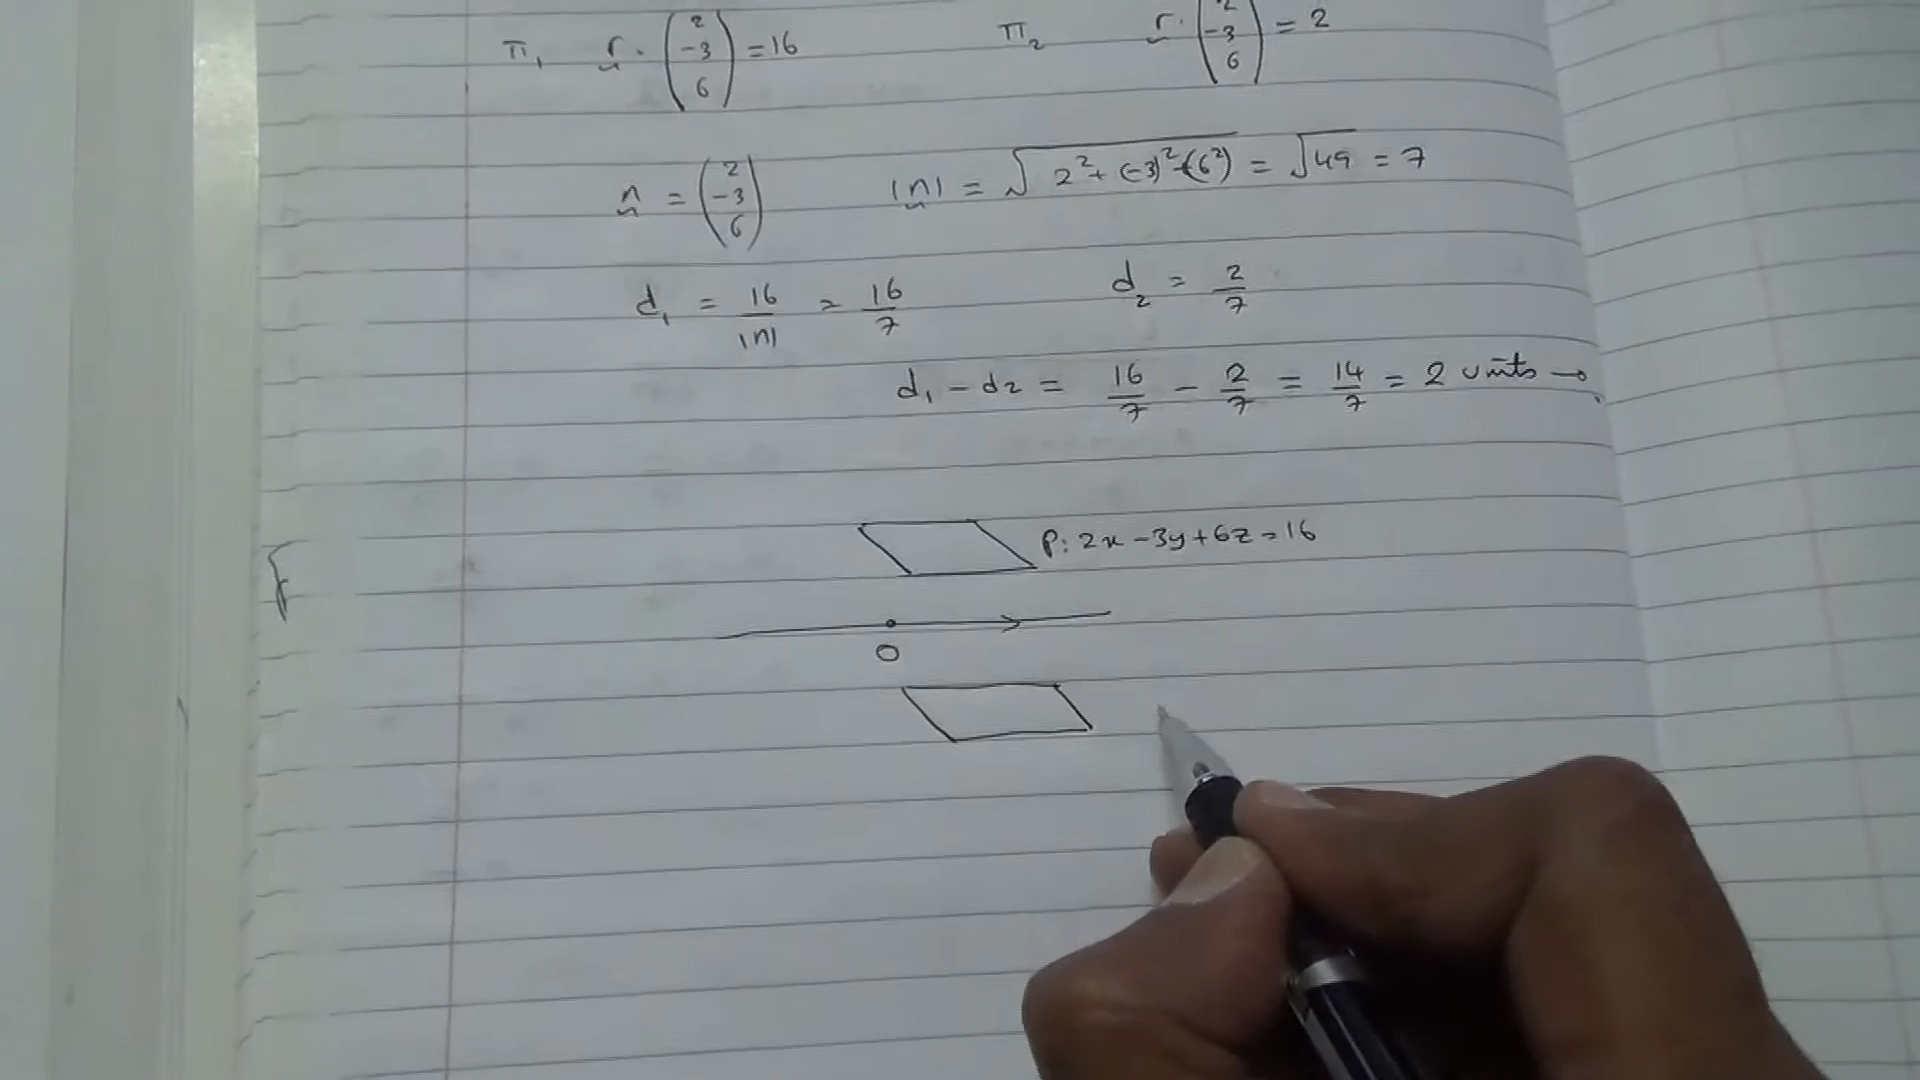 π₁ r · (2 -3 6) = 16 π₂ r · (2 -3 6) = 2
n = (2 -3 6) |n| = √(2² + (-3)² + (6²)) = √49 = 7
d₁ = 16/|n| = 16/7 d₂ = 2/7
d₁ - d2 = 16/7 - 2/7 = 14/7 = 2 units
P: 2x - 3y + 6z = 16
O